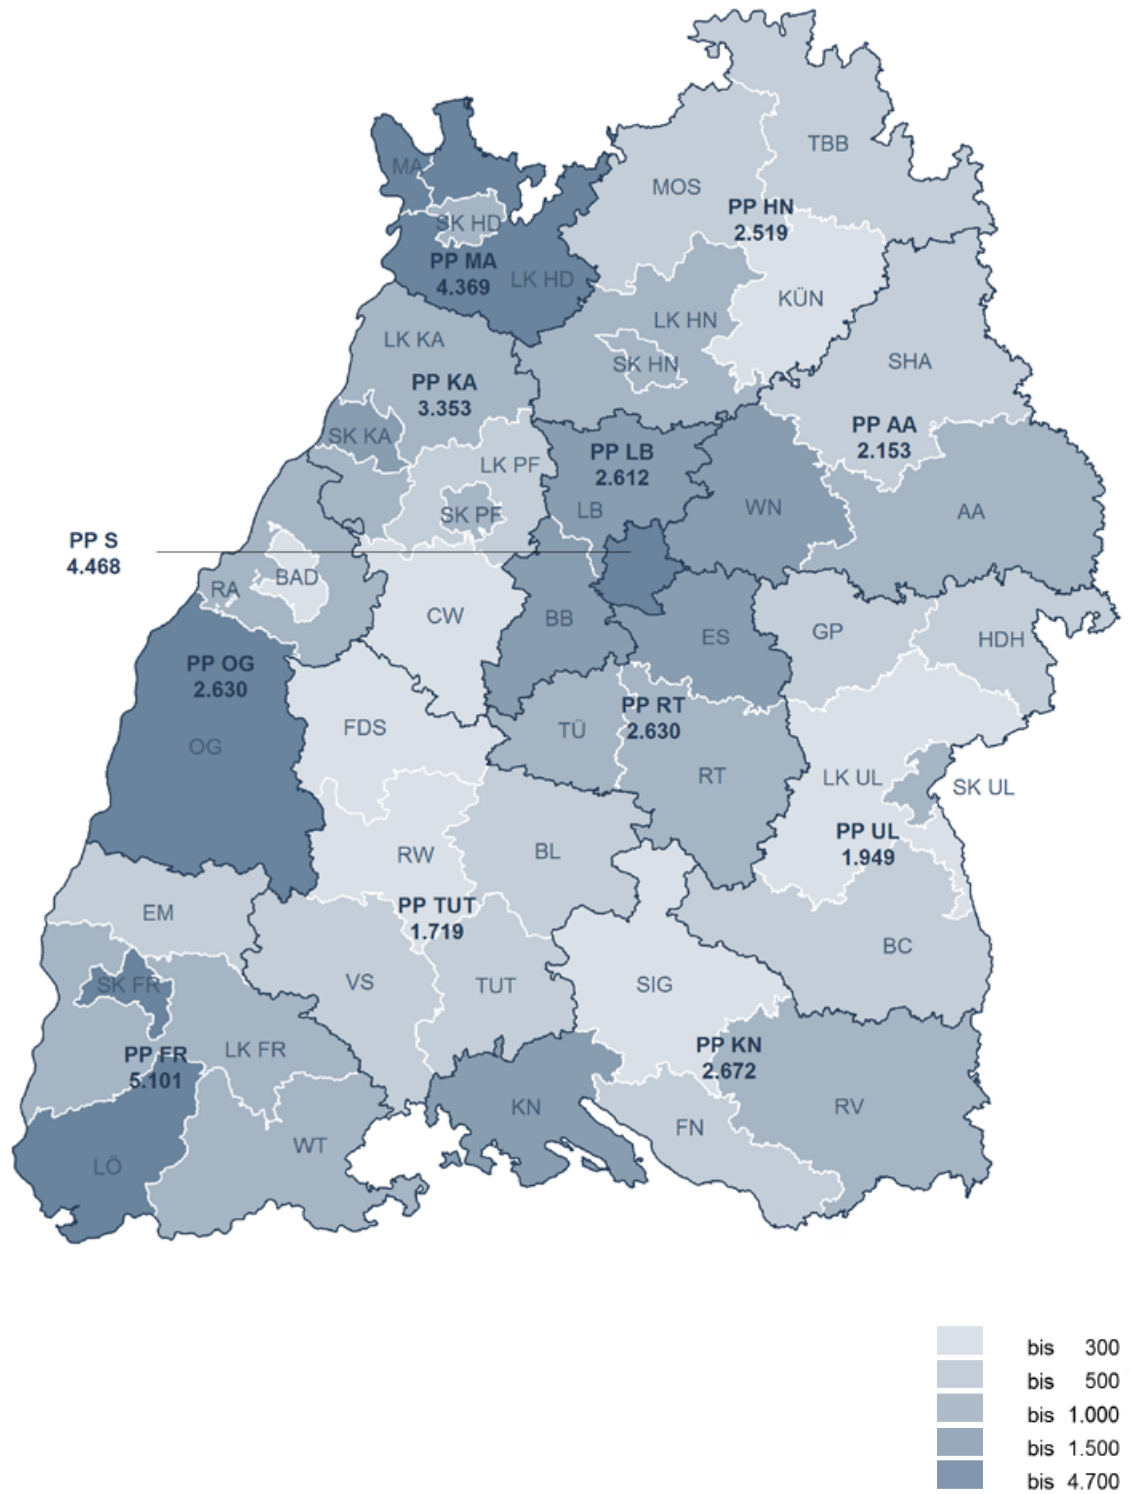 TBB
MA
MOS
PP HN
2.519
SK HD
PP MA
4.369
LK HD
KÜN
LK HN
LK KA
SHA
SK HN
PP KA
3.353
PP AA
2.153
SK KA
PP LB
2.612
LK PF
LB
WN
AA
SK PF
PP S
4.468
BAD
RA
CW
BB
ES
GP
HDH
PP OG
2.630
OG
FDS
TÜ
PP RT
2.630
RT
LK UL
SK UL
PP UL
1.949
RW
BL
EM
PP TUT
1.719
BC
SK FR
VS
TUT
SIG
LK FR
PP FR
5.101
PP KN
2.672
KN
FN
RV
WT
LÖ
bis 300
bis 500
bis 1.000
bis 1.500
bis 4.700